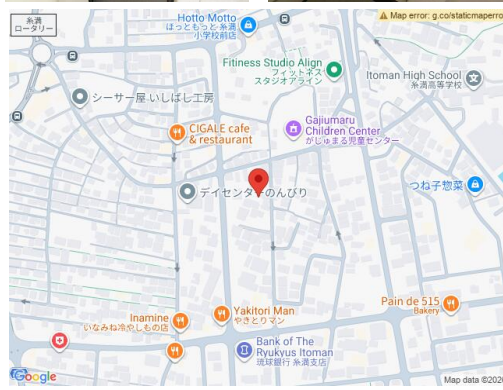 糸満
ロータリー
Hotto Motto
ほっともっと 糸満
小学校前店
Map error: g.co/staticmaperror
Fitiness Studio Align
フィットネス
スタジオアライン
Itoman High School
糸満高等学校
シーサー屋 いしばし工房
CIGALE cafe
& restaurant
Gajiumaru
Children Center
がじゅまる児童センター
デイセンターのんびり
つね子惣菜
Inamine
いなみね冷やしもの店
Yakitori Man
やきとりマン
Pain de 515
Bakery
Bank of The
Ryukyus Itoman
琉球銀行 糸満支店
Google
Map data ©202